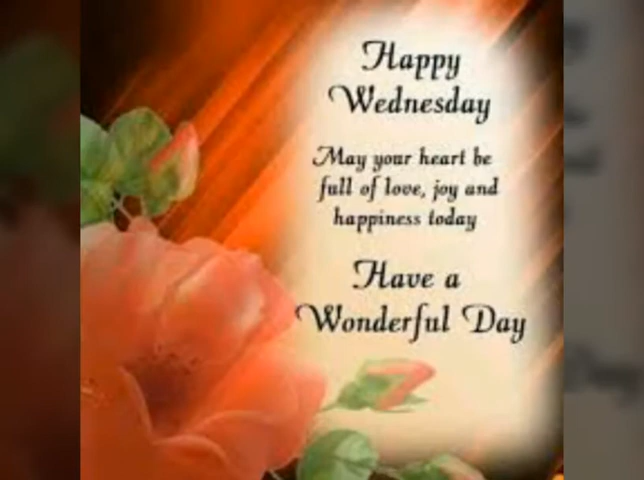 Happy
Wednesday
May your heart be
full of love, joy and
happiness today
Have a
Wonderful Day